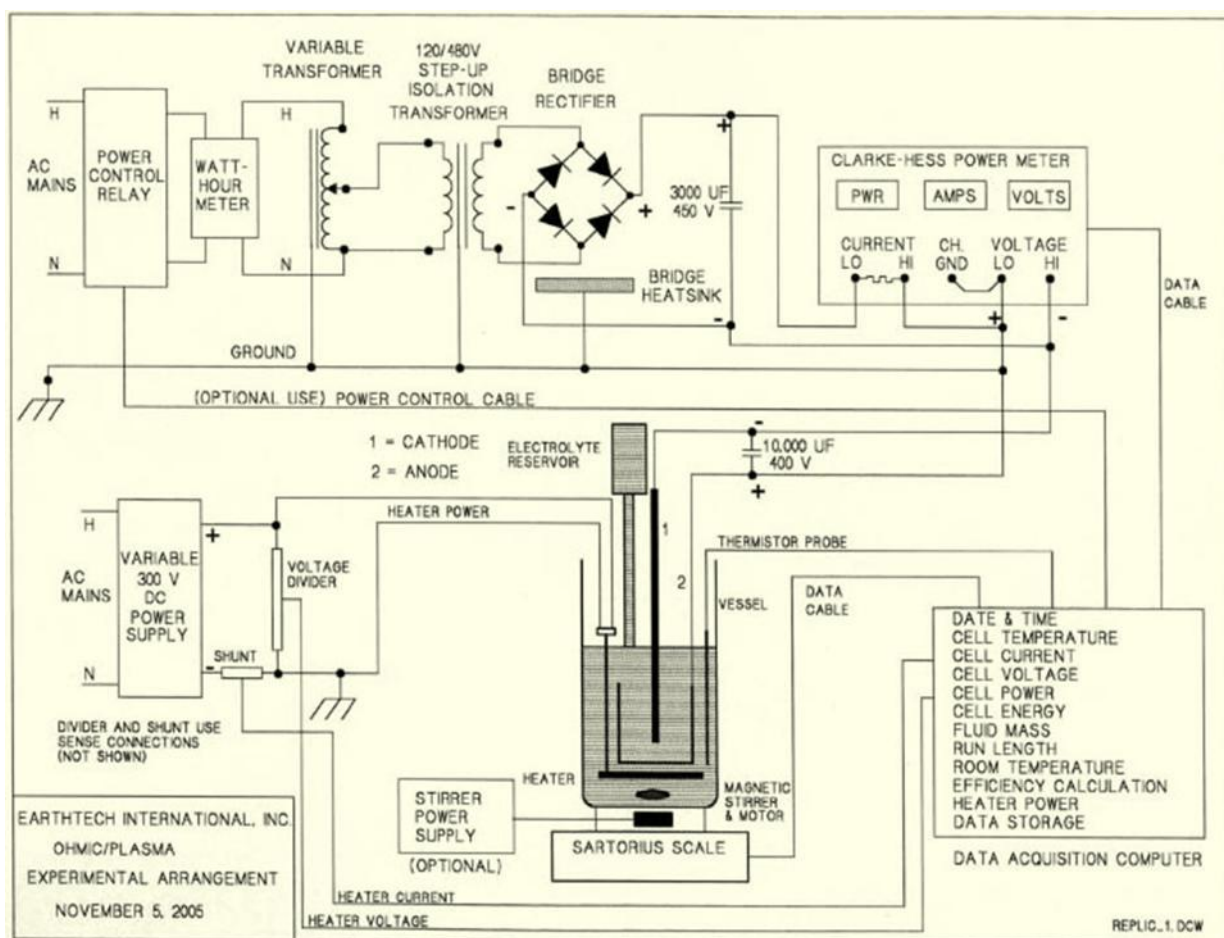 VARIABLE
TRANSFORMER
120/480V
STEP-UP
ISOLATION
TRANSFORMER
BRIDGE
RECTIFIER
H
AC
MAINS
N
POWER
CONTROL
RELAY
WATT-
HOUR
METER
H
N
-
+
+
3000 UF
450 V
-
BRIDGE
HEATSINK
CLARKE-HESS POWER METER
PWR
AMPS
VOLTS
CURRENT
LO HI
CH.
GND
VOLTAGE
LO HI
+
-
DATA
CABLE
GROUND
(OPTIONAL USE) POWER CONTROL CABLE
1 = CATHODE
2 = ANODE
ELECTROLYTE
RESERVOIR
-
10,000 UF
400 V
+
H
AC
MAINS
N
VARIABLE
300 V
DC
POWER
SUPPLY
+
-
HEATER POWER
VOLTAGE
DIVIDER
SHUNT
DIVIDER AND SHUNT USE
SENSE CONNECTIONS
(NOT SHOWN)
1
2
THERMISTOR PROBE
VESSEL
DATA
CABLE
HEATER
MAGNETIC
STIRRER
& MOTOR
STIRRER
POWER
SUPPLY
(OPTIONAL)
SARTORIUS SCALE
DATE & TIME
CELL TEMPERATURE
CELL CURRENT
CELL VOLTAGE
CELL POWER
CELL ENERGY
FLUID MASS
RUN LENGTH
ROOM TEMPERATURE
EFFICIENCY CALCULATION
HEATER POWER
DATA STORAGE
DATA ACQUISITION COMPUTER
HEATER CURRENT
HEATER VOLTAGE
EARTHTECH INTERNATIONAL, INC.
OHMIC/PLASMA
EXPERIMENTAL ARRANGEMENT
NOVEMBER 5, 2005
REPLIC_1.DCW